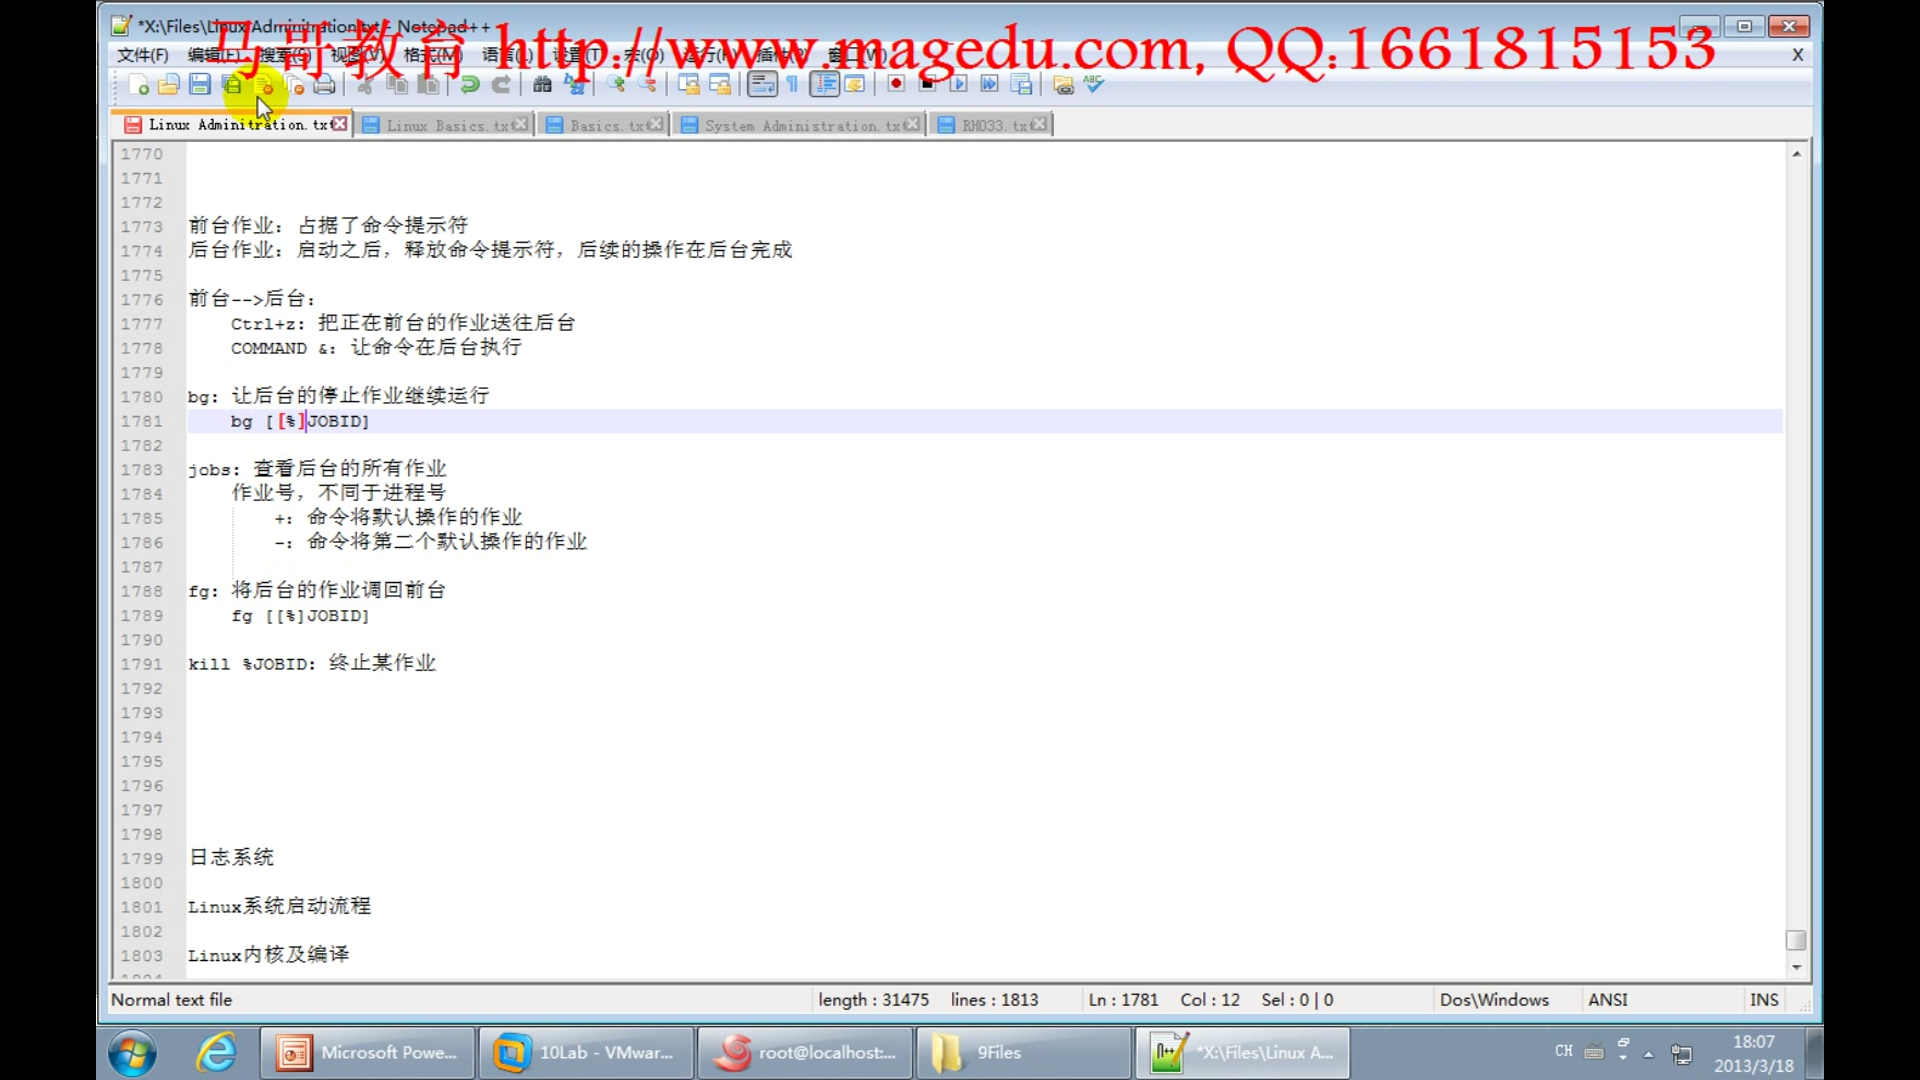 *X:\Files\Linux Adminitration.txt - Notepad++
马哥教育 http://www.magedu.com, QQ:1661815153
文件(F) 编辑(E) 搜索(S) 视图(V) 格式(M) 语言(L) 设置(T) 宏(O) 运行(R) 插件(P) 窗口(W) X
Linux Adminitration.txt Linux Basics.txt Basics.txt System Administration.txt RH033.txt
1770
1771
1772
1773 前台作业：占据了命令提示符
1774 后台作业：启动之后，释放命令提示符，后续的操作在后台完成
1775
1776 前台-->后台：
1777 Ctrl+z: 把正在前台的作业送往后台
1778 COMMAND &: 让命令在后台执行
1779
1780 bg: 让后台的停止作业继续运行
1781 bg [[%]JOBID]
1782
1783 jobs: 查看后台的所有作业
1784 作业号，不同于进程号
1785 +: 命令将默认操作的作业
1786 -: 命令将第二个默认操作的作业
1787
1788 fg: 将后台的作业调回前台
1789 fg [[%]JOBID]
1790
1791 kill %JOBID: 终止某作业
1792
1793
1794
1795
1796
1797
1798
1799 日志系统
1800
1801 Linux系统启动流程
1802
1803 Linux内核及编译
Normal text file length : 31475 lines : 1813 Ln : 1781 Col : 12 Sel : 0 | 0 Dos\Windows ANSI INS
Microsoft Powe... 10Lab - VMwar... root@localhost:... 9Files *X:\Files\Linux A... CH 18:07
2013/3/18